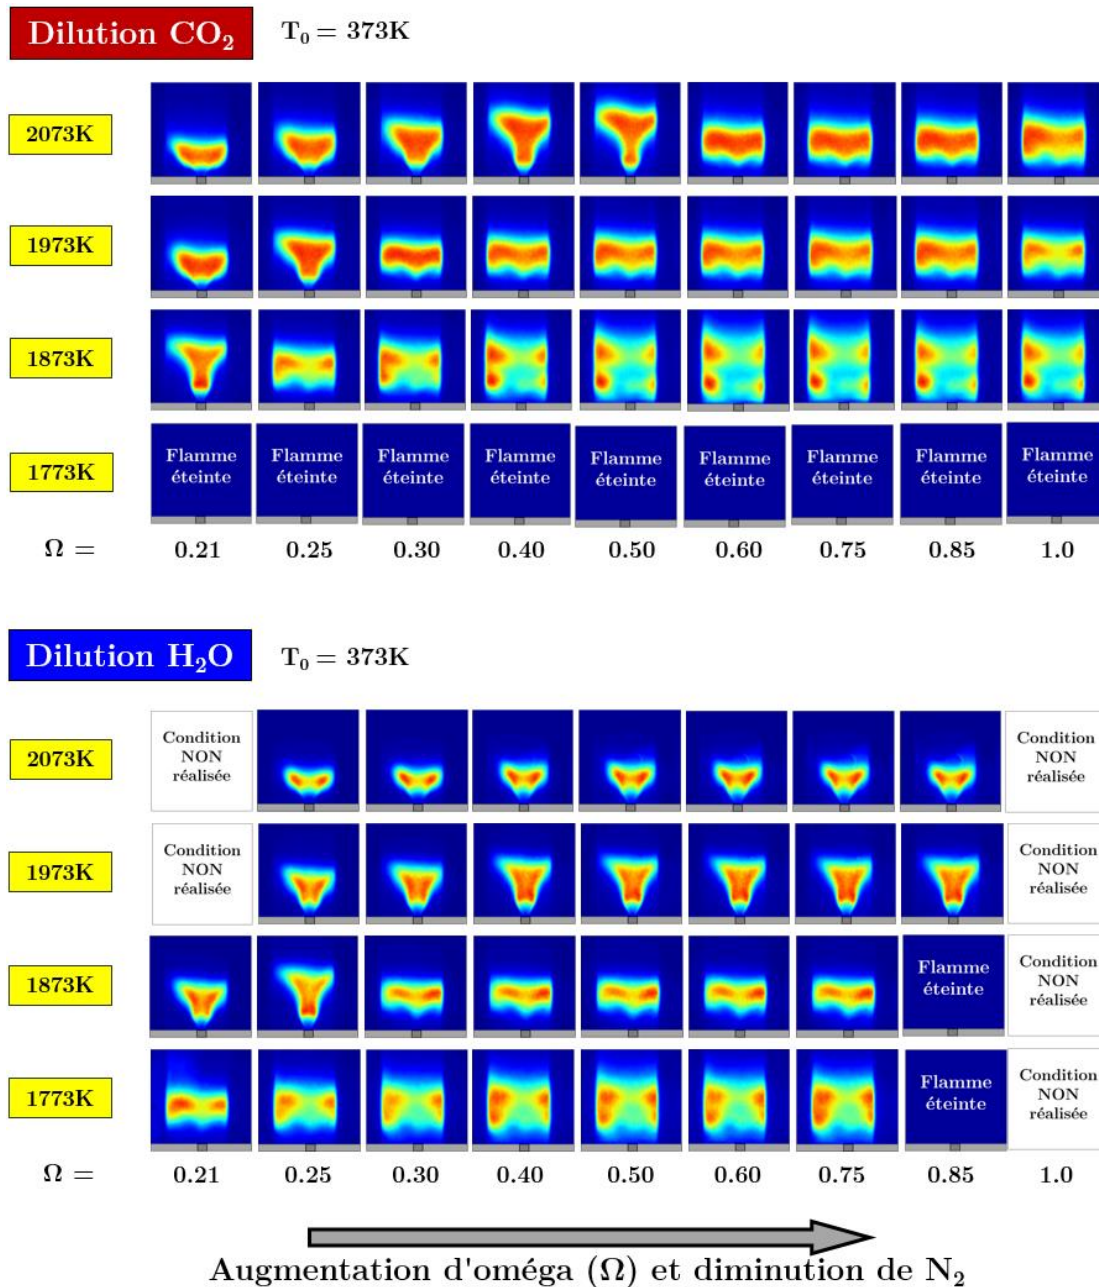 Dilution CO₂ T₀ = 373K
2073K
1973K
1873K
1773K Flamme Flamme Flamme Flamme Flamme Flamme Flamme Flamme Flamme
éteinte éteinte éteinte éteinte éteinte éteinte éteinte éteinte éteinte
Ω = 0.21 0.25 0.30 0.40 0.50 0.60 0.75 0.85 1.0
Dilution H₂O T₀ = 373K
2073K
Condition Condition
NON NON
réalisée réalisée
1973K
Condition Condition
NON NON
réalisée réalisée
1873K
Flamme Condition
éteinte NON
réalisée
1773K
Flamme Condition
éteinte NON
réalisée
Ω = 0.21 0.25 0.30 0.40 0.50 0.60 0.75 0.85 1.0
Augmentation d'oméga (Ω) et diminution de N₂